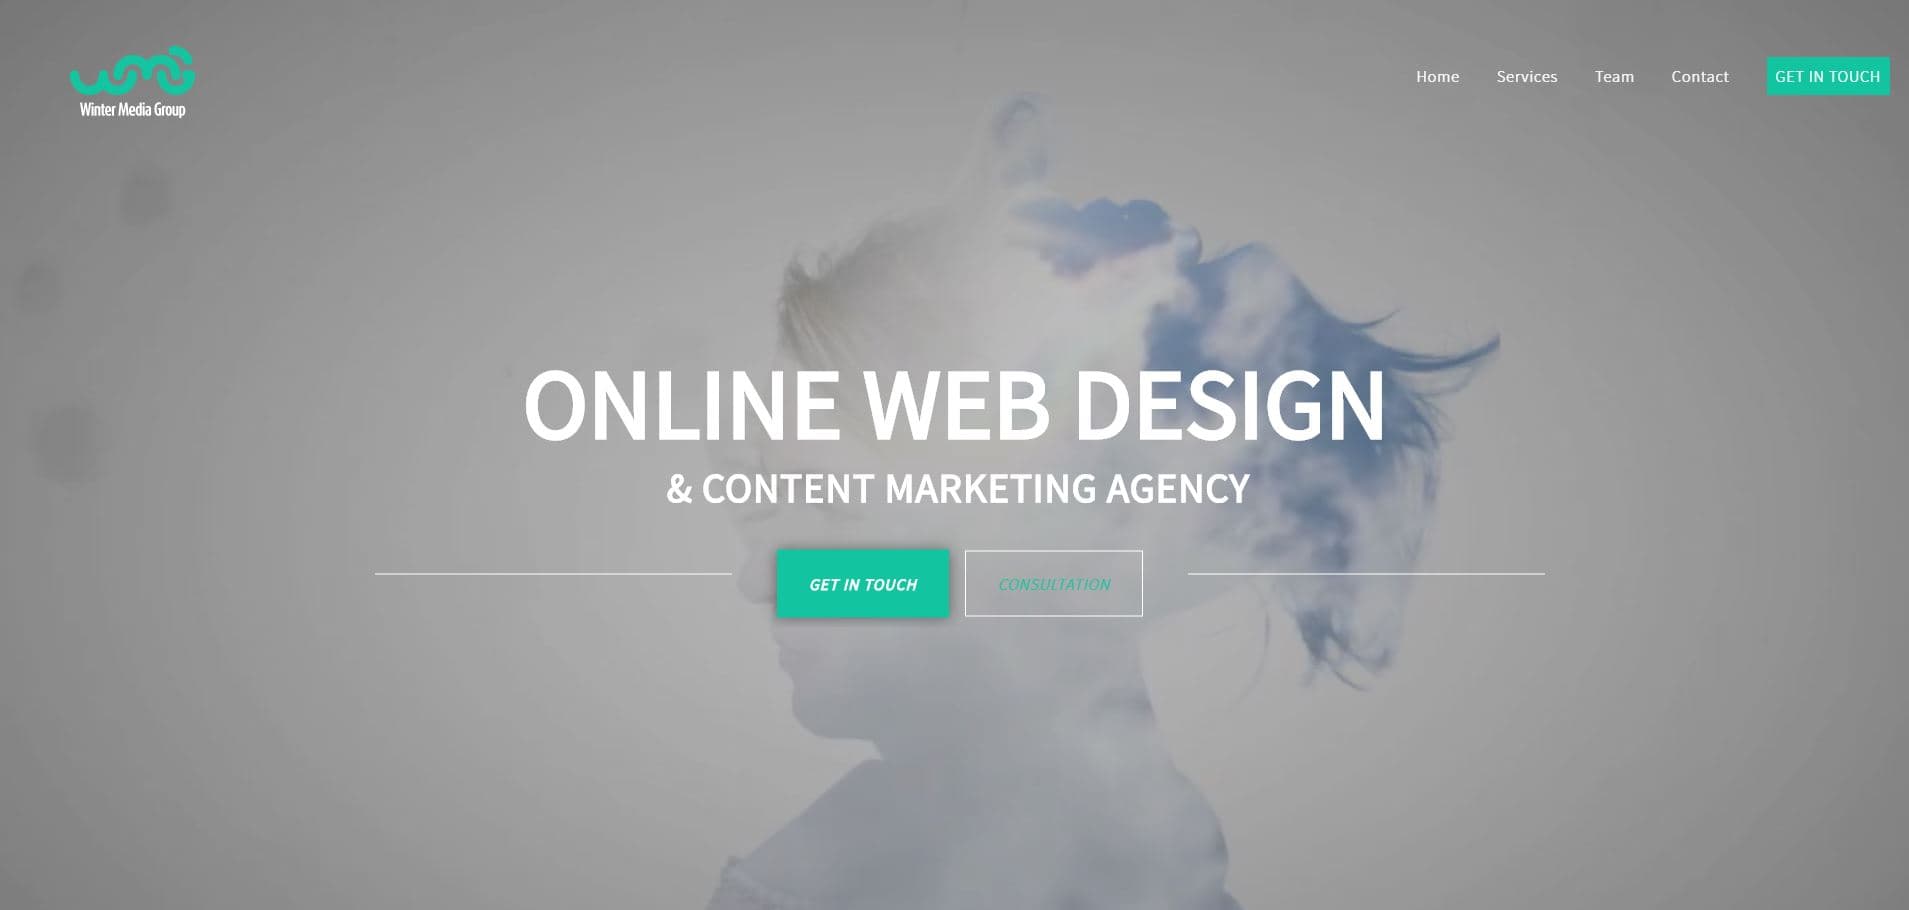 wmg
Winter Media Group
Home
Services
Team
Contact
GET IN TOUCH
ONLINE WEB DESIGN
& CONTENT MARKETING AGENCY
GET IN TOUCH
CONSULTATION